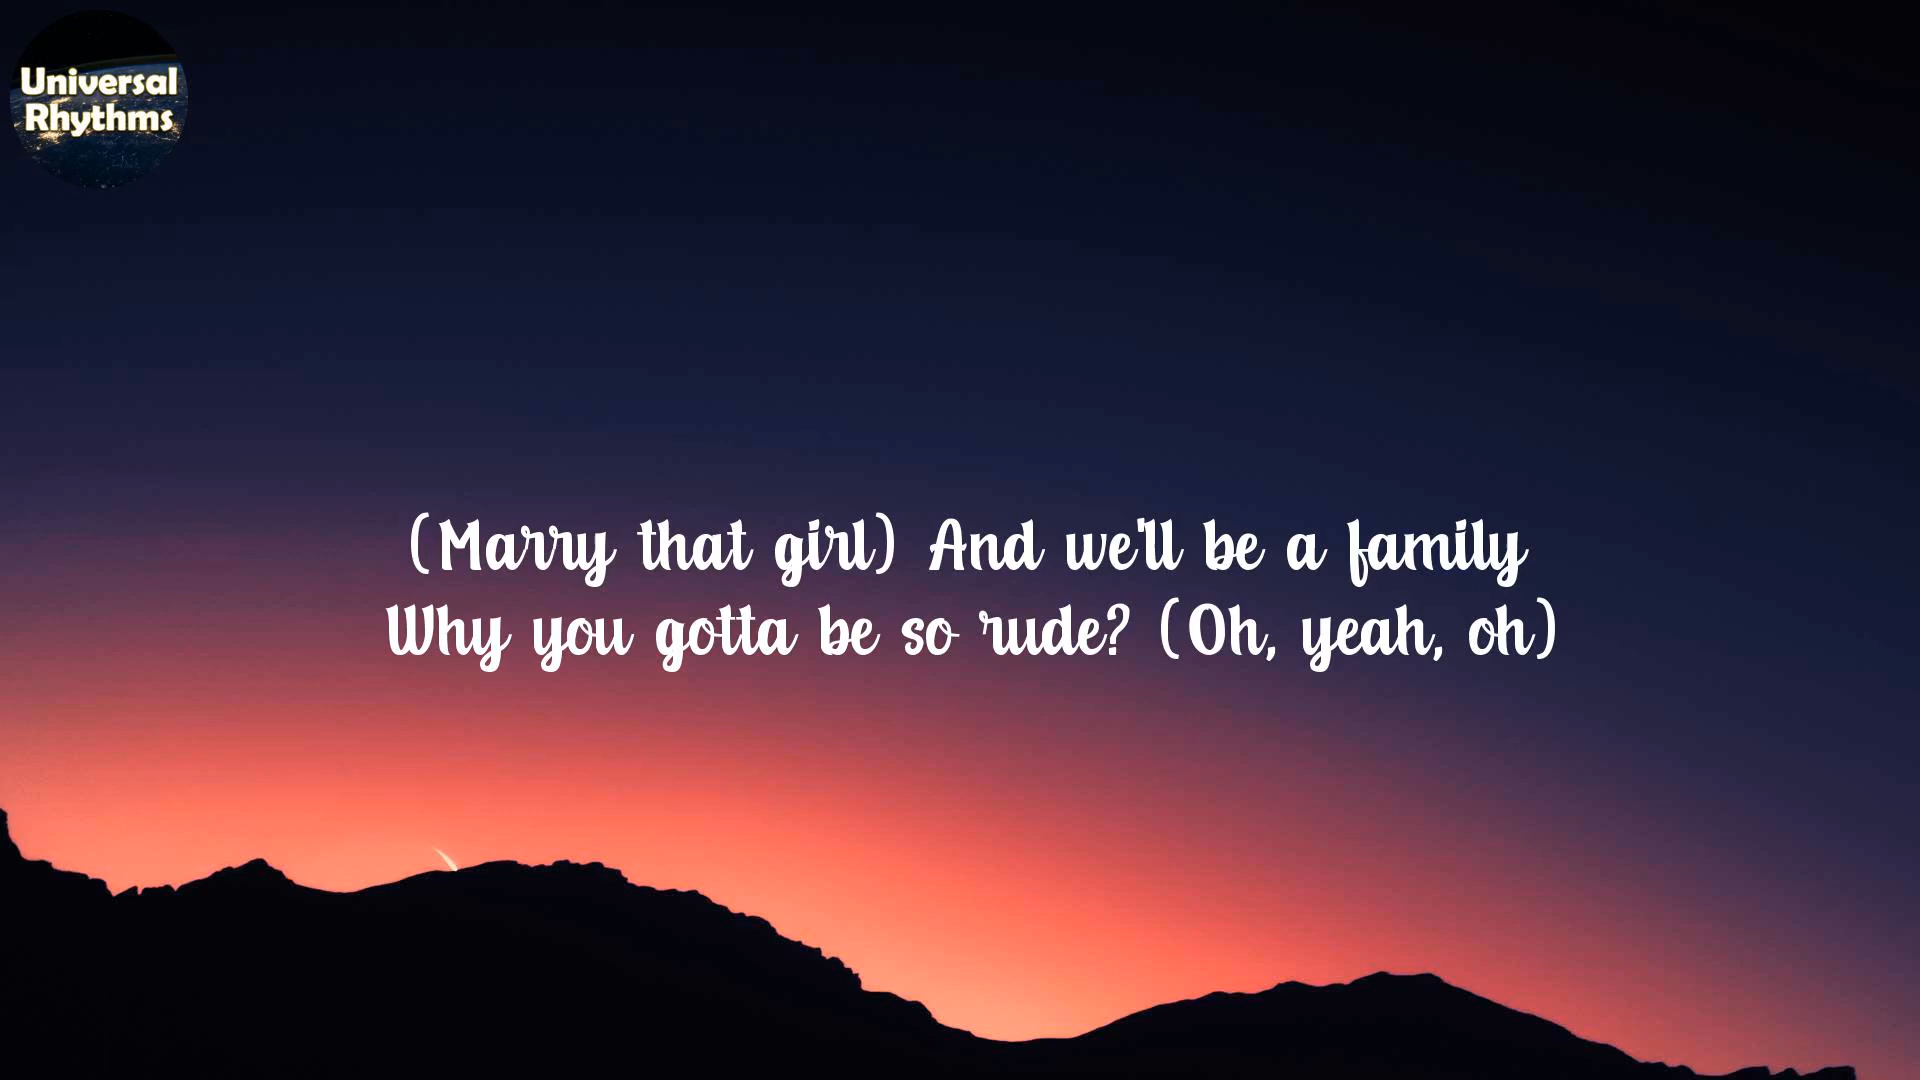 Universal
Rhythms
(Marry that girl) And we'll be a family
Why you gotta be so rude? (Oh, yeah, oh)